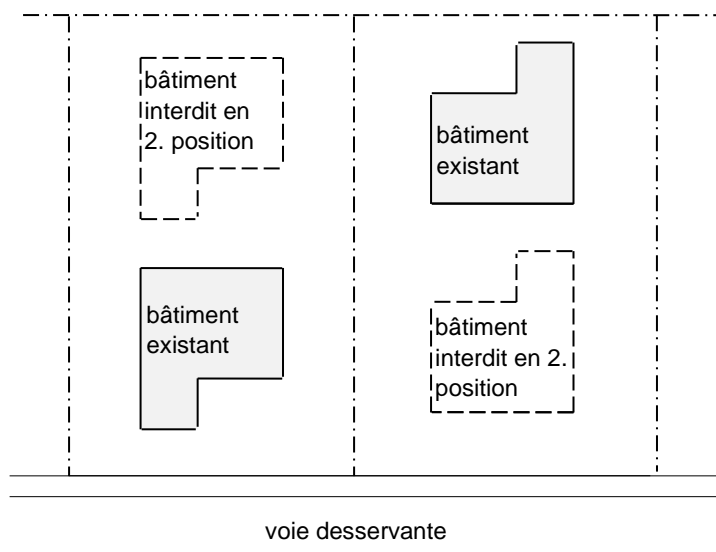 bâtiment
interdit en
2. position
bâtiment
existant
bâtiment
existant
bâtiment
interdit en 2.
position
voie desservante